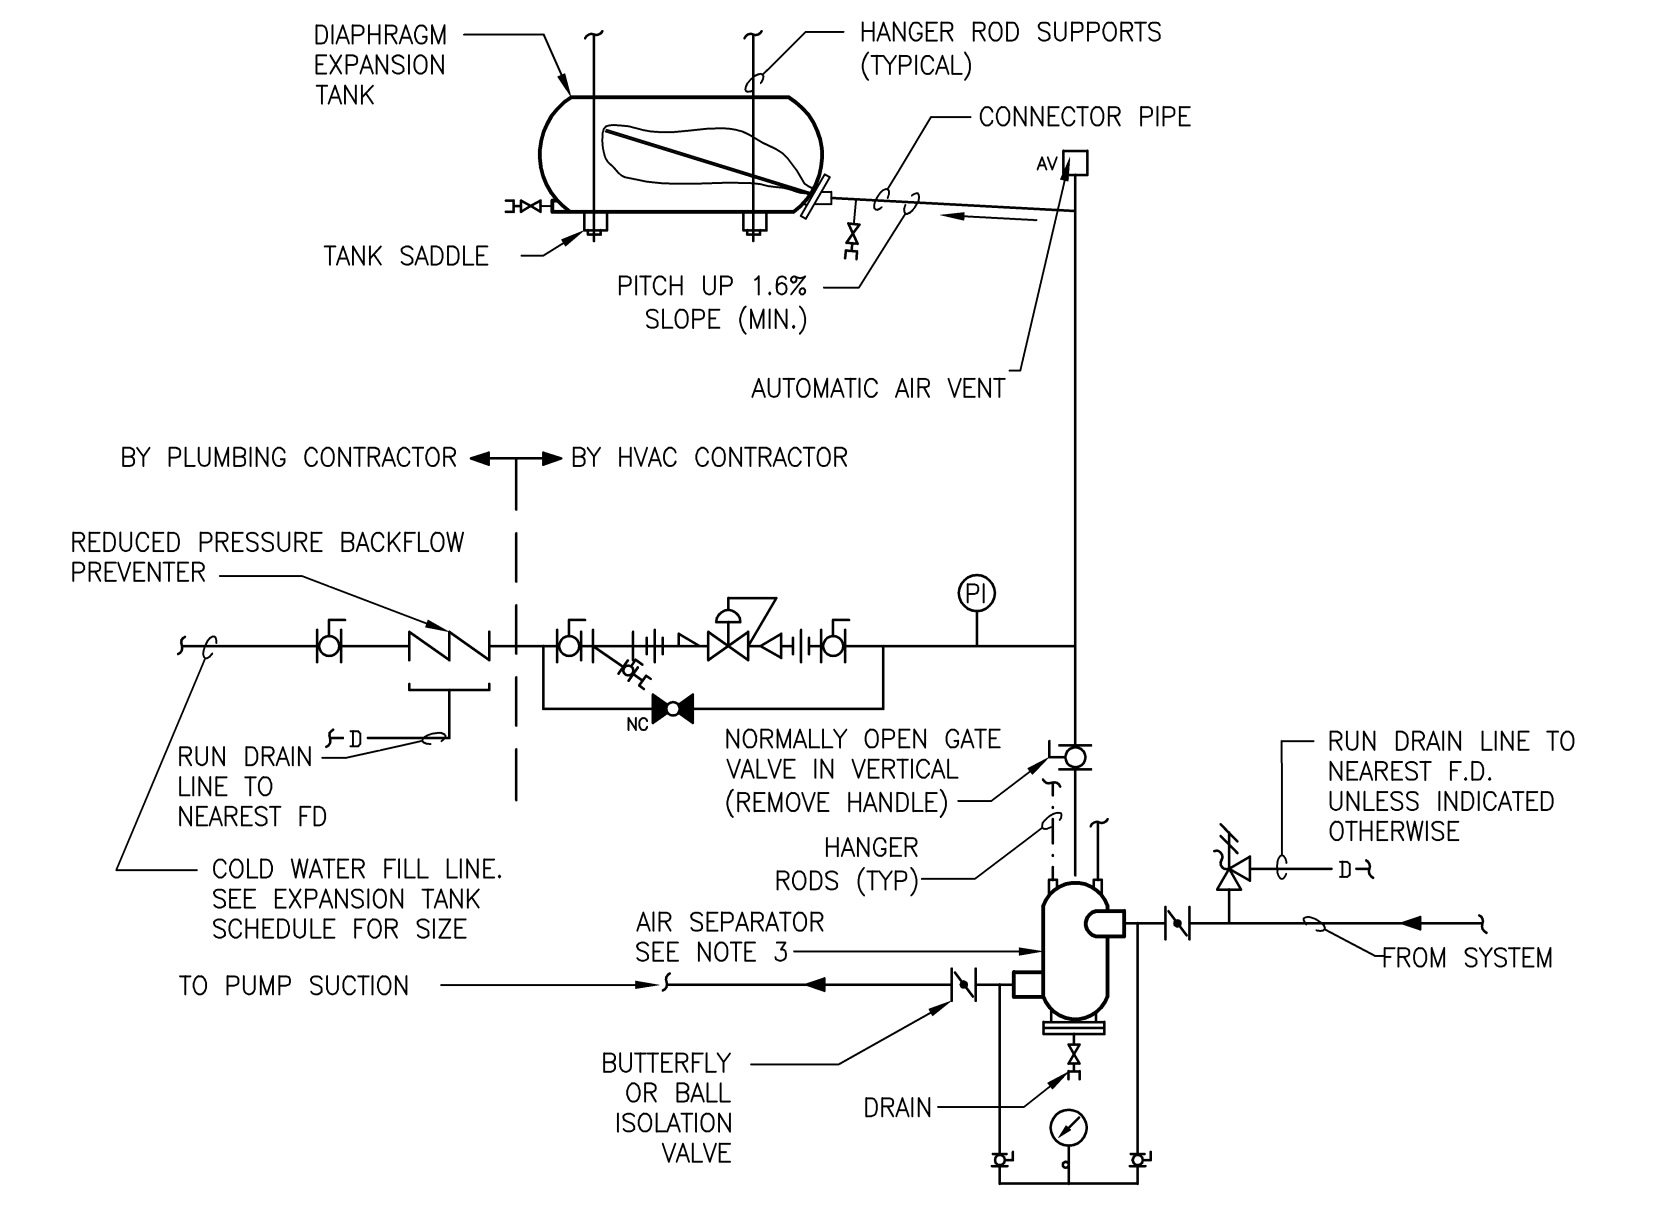 DIAPHRAGM
EXPANSION
TANK
HANGER ROD SUPPORTS
(TYPICAL)
CONNECTOR PIPE
AV
TANK SADDLE
PITCH UP 1.6%
SLOPE (MIN.)
AUTOMATIC AIR VENT
BY PLUMBING CONTRACTOR
BY HVAC CONTRACTOR
REDUCED PRESSURE BACKFLOW
PREVENTER
PI
NC
D
RUN DRAIN
LINE TO
NEAREST FD
NORMALLY OPEN GATE
VALVE IN VERTICAL
(REMOVE HANDLE)
RUN DRAIN LINE TO
NEAREST F.D.
UNLESS INDICATED
OTHERWISE
HANGER
RODS (TYP)
D
COLD WATER FILL LINE.
SEE EXPANSION TANK
SCHEDULE FOR SIZE
AIR SEPARATOR
SEE NOTE 3
FROM SYSTEM
TO PUMP SUCTION
BUTTERFLY
OR BALL
ISOLATION
VALVE
DRAIN